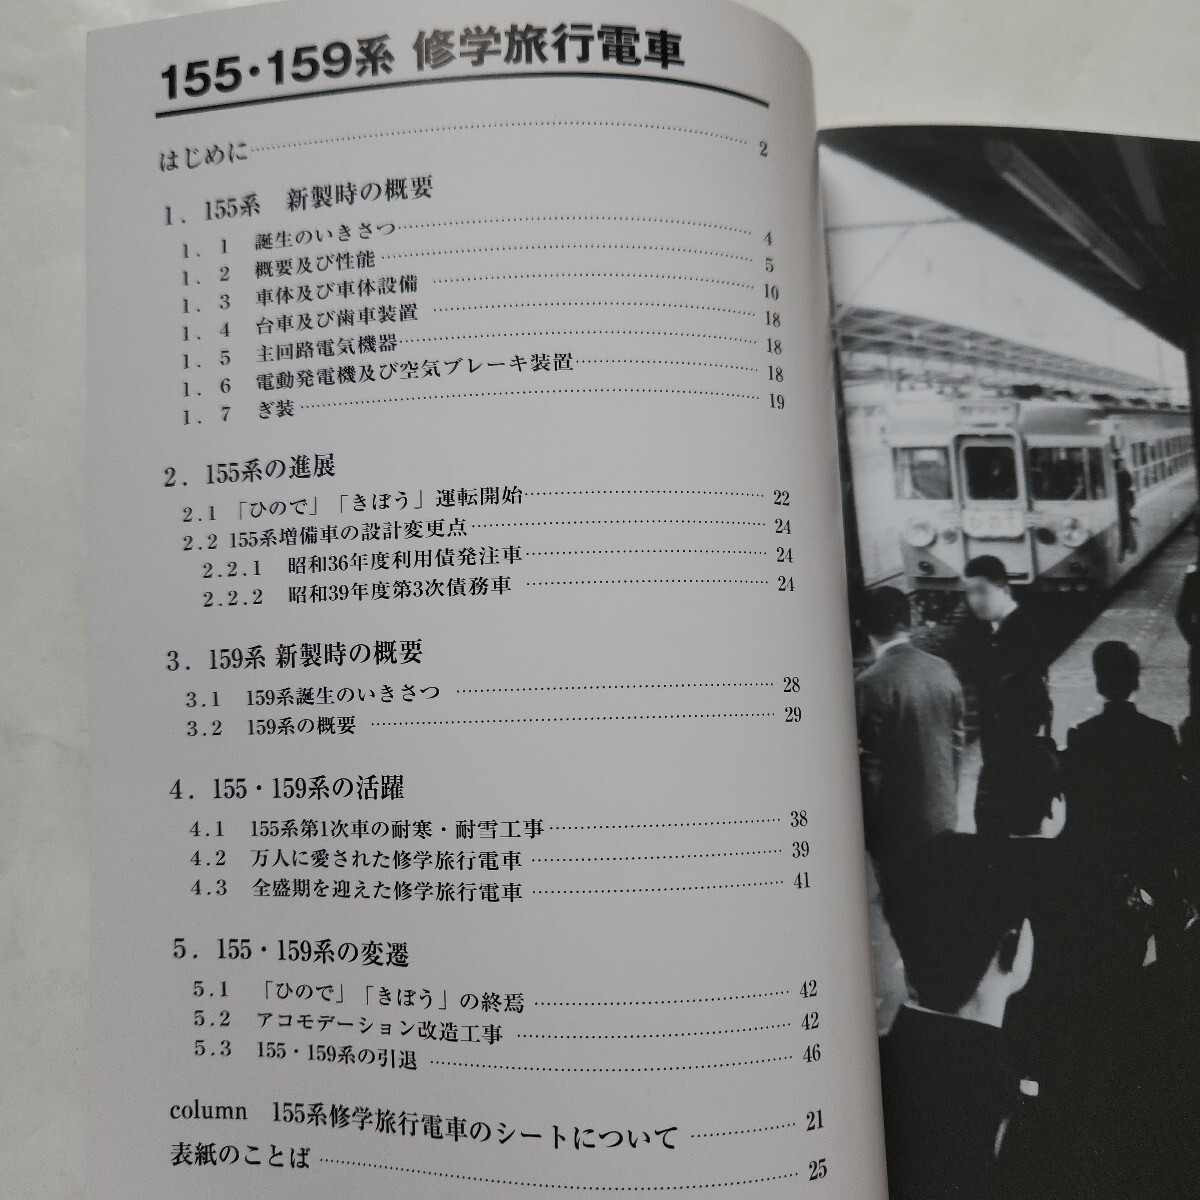 155・159系 修学旅行電車
はじめに 2
1．155系 新製時の概要
1．1 誕生のいきさつ 4
1．2 概要及び性能 5
1．3 車体及び車体設備 10
1．4 台車及び歯車装置 18
1．5 主回路電気機器 18
1．6 電動発電機及び空気ブレーキ装置 18
1．7 ぎ装 19
2．155系の進展
2.1 「ひので」「きぼう」運転開始 22
2.2 155系増備車の設計変更点 24
2.2.1 昭和36年度利用債発注車 24
2.2.2 昭和39年度第3次債務車 24
3．159系 新製時の概要
3.1 159系誕生のいきさつ 28
3.2 159系の概要 29
4．155・159系の活躍
4.1 155系第1次車の耐寒・耐雪工事 38
4.2 万人に愛された修学旅行電車 39
4.3 全盛期を迎えた修学旅行電車 41
5．155・159系の変遷
5.1 「ひので」「きぼう」の終焉 42
5.2 アコモデーション改造工事 42
5.3 155・159系の引退 46
column 155系修学旅行電車のシートについて 21
表紙のことば 25
ひので